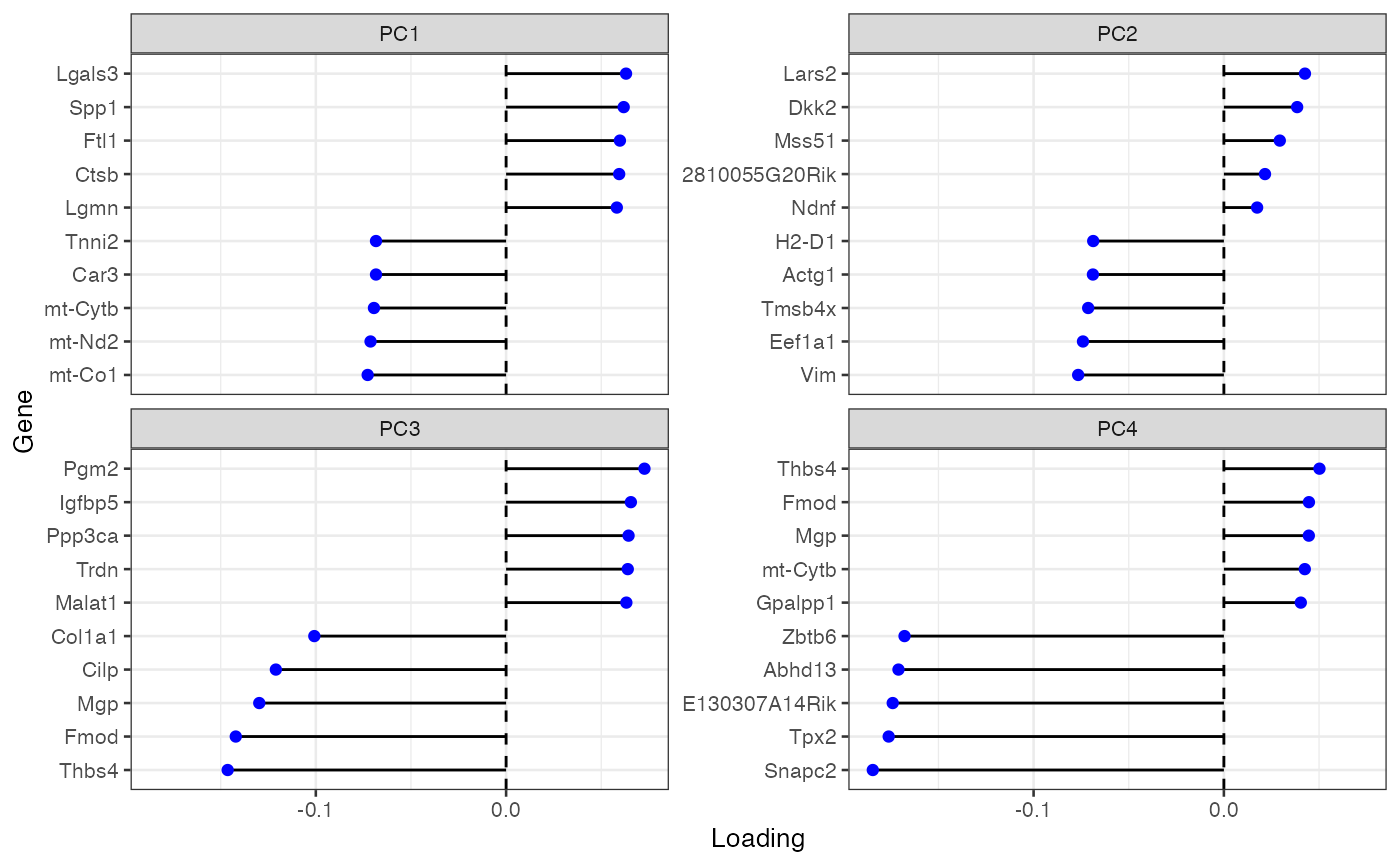 PC1
Lgals3
Spp1
Ftl1
Ctsb
Lgmn
Tnni2
Car3
mt-Cytb
mt-Nd2
mt-Co1
PC2
Lars2
Dkk2
Mss51
2810055G20Rik
Ndnf
H2-D1
Actg1
Tmsb4x
Eef1a1
Vim
Gene
PC3
Pgm2
Igfbp5
Ppp3ca
Trdn
Malat1
Col1a1
Cilp
Mgp
Fmod
Thbs4
-0.1 0.0
PC4
Thbs4
Fmod
Mgp
mt-Cytb
Gpalpp1
Zbtb6
Abhd13
E130307A14Rik
Tpx2
Snapc2
-0.1 0.0
Loading